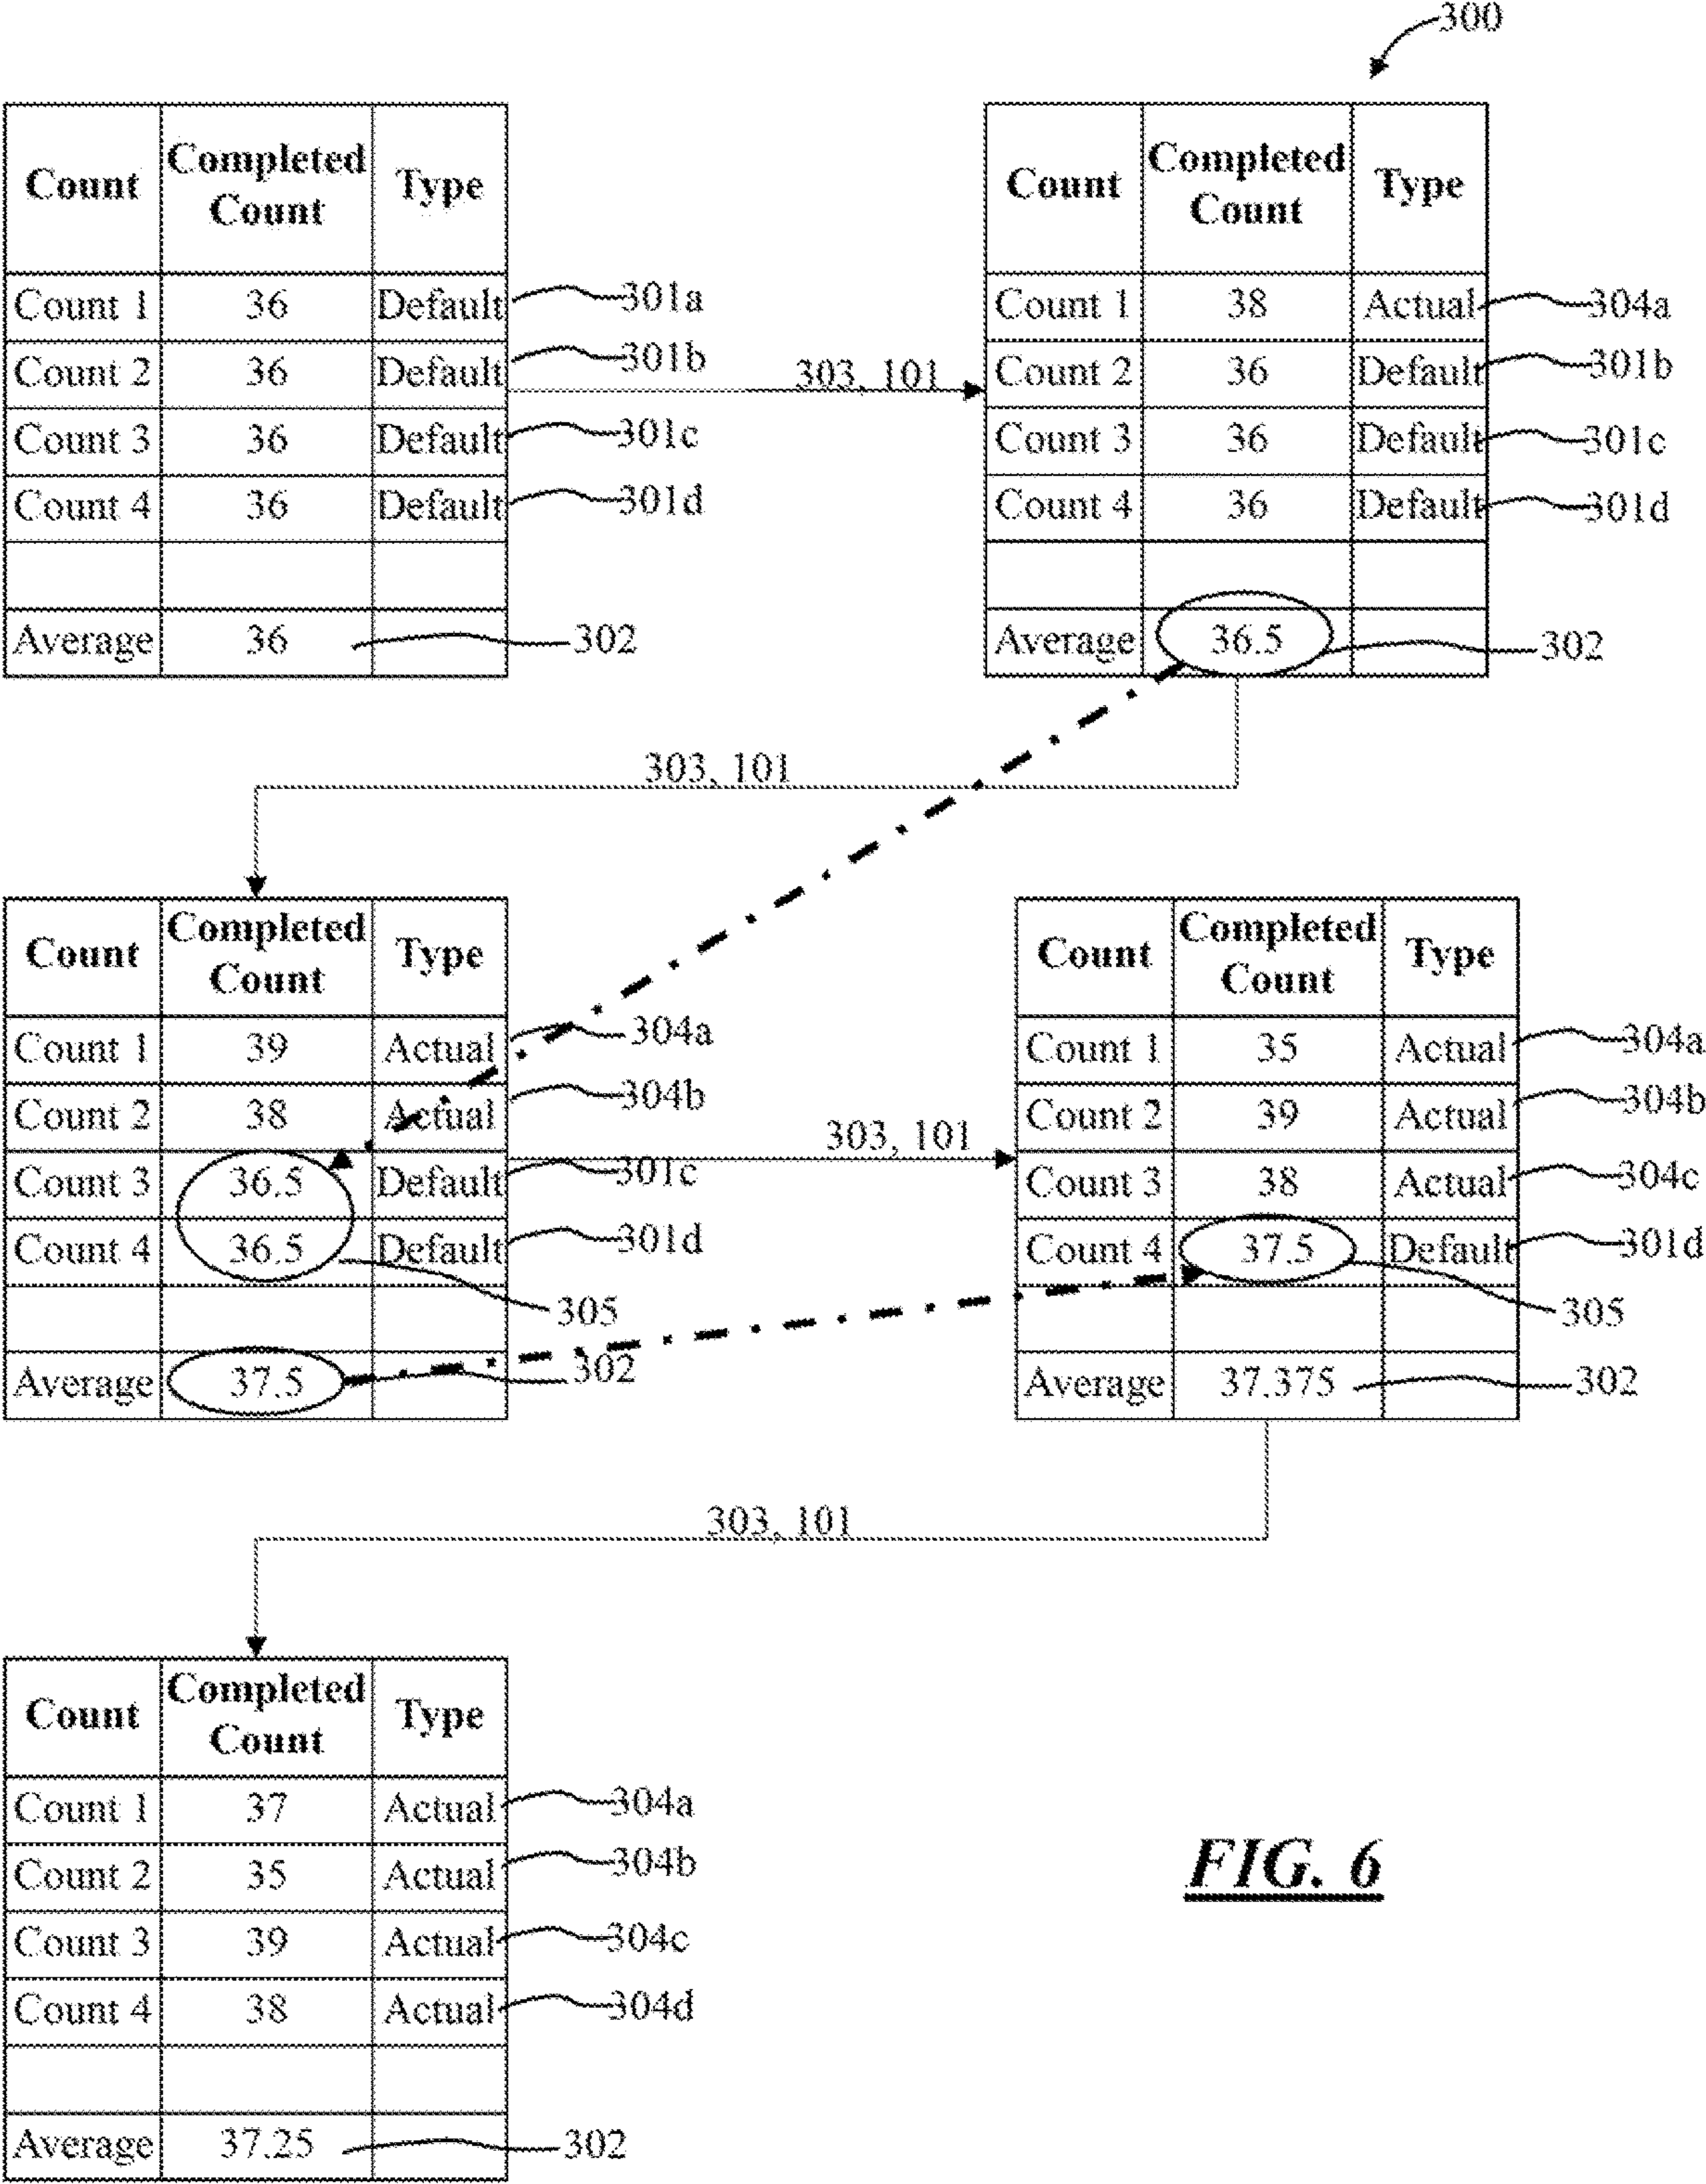 300
Count Completed Count Type
Count 1 36 Default 301a
Count 2 36 Default 301b
Count 3 36 Default 301c
Count 4 36 Default 301d
Average 36 302
303, 101
Count Completed Count Type
Count 1 38 Actual 304a
Count 2 36 Default 301b
Count 3 36 Default 301c
Count 4 36 Default 301d
Average 36.5 302
303, 101
Count Completed Count Type
Count 1 39 Actual 304a
Count 2 38 Actual 304b
Count 3 36.5 Default 301c
Count 4 36.5 Default 301d
305
Average 37.5 302
303, 101
Count Completed Count Type
Count 1 35 Actual 304a
Count 2 39 Actual 304b
Count 3 38 Actual 304c
Count 4 37.5 Default 301d
305
Average 37.375 302
303, 101
Count Completed Count Type
Count 1 37 Actual 304a
Count 2 35 Actual 304b
Count 3 39 Actual 304c
Count 4 38 Actual 304d
Average 37.25 302
FIG. 6